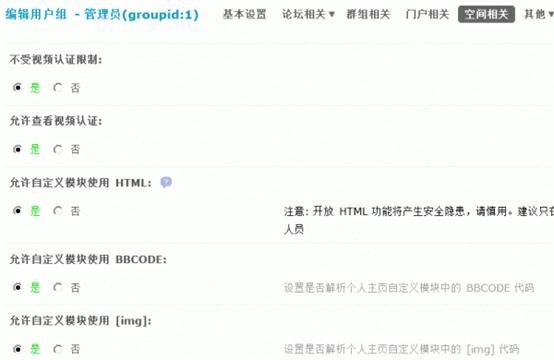 编辑用户组 - 管理员(groupid:1) 基本设置 论坛相关 群组相关 门户相关 空间相关 其他
不受视频认证限制:
是 否
允许查看视频认证:
是 否
允许自定义模块使用 HTML: ?
是 否 注意: 开放 HTML 功能将产生安全隐患，请慎用。建议只在
人员
允许自定义模块使用 BBCODE:
是 否 设置是否解析个人主页自定义模块中的 BBCODE 代码
允许自定义模块使用 [img]:
是 否 设置是否解析个人主页自定义模块中的 [img] 代码